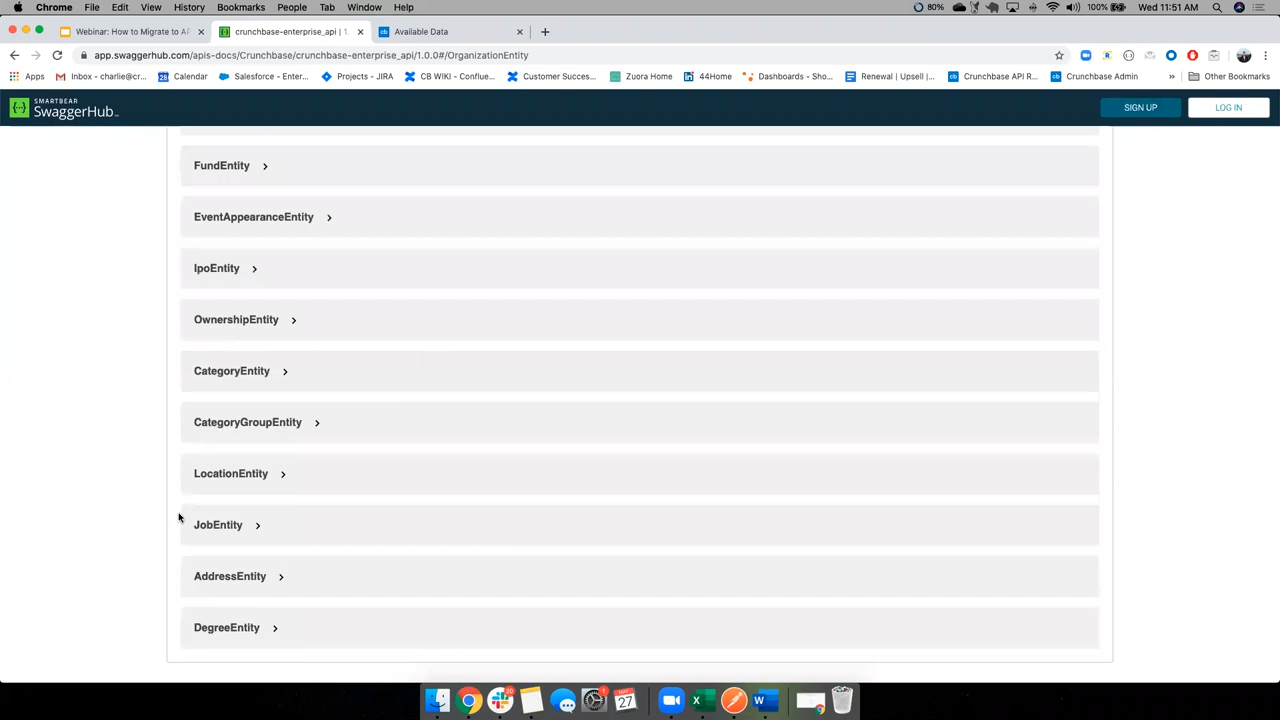 Chrome File Edit View History Bookmarks People Tab Window Help 80% 100% Wed 11:51 AM
Webinar: How to Migrate to AP crunchbase-enterprise_api | 1. Available Data
app.swaggerhub.com/apis-docs/Crunchbase/crunchbase-enterprise_api/1.0.0#/OrganizationEntity
Apps Inbox - charlie@cr... Calendar Salesforce - Enter... Projects - JIRA CB WIKI - Conflue... Customer Succes... Zuora Home 44Home Dashboards - Sho... Renewal | Upsell |... Crunchbase API R... Crunchbase Admin » Other Bookmarks
SMARTBEAR
SwaggerHub
SIGN UP LOG IN
FundEntity
EventAppearanceEntity
IpoEntity
OwnershipEntity
CategoryEntity
CategoryGroupEntity
LocationEntity
JobEntity
AddressEntity
DegreeEntity
MAY
27